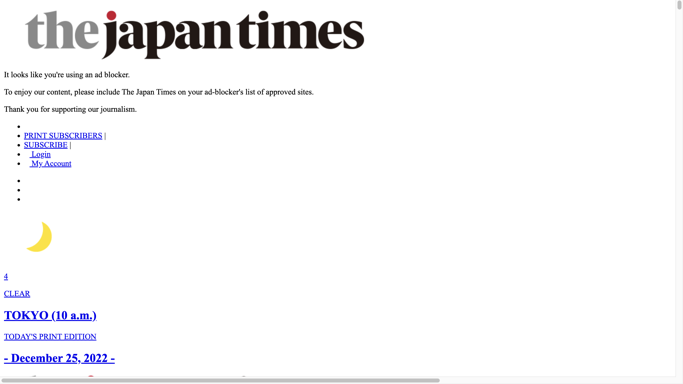 the japan times
It looks like you're using an ad blocker.
To enjoy our content, please include The Japan Times on your ad-blocker's list of approved sites.
Thank you for supporting our journalism.
PRINT SUBSCRIBERS |
SUBSCRIBE |
Login
My Account
4
CLEAR
TOKYO (10 a.m.)
TODAY'S PRINT EDITION
- December 25, 2022 -